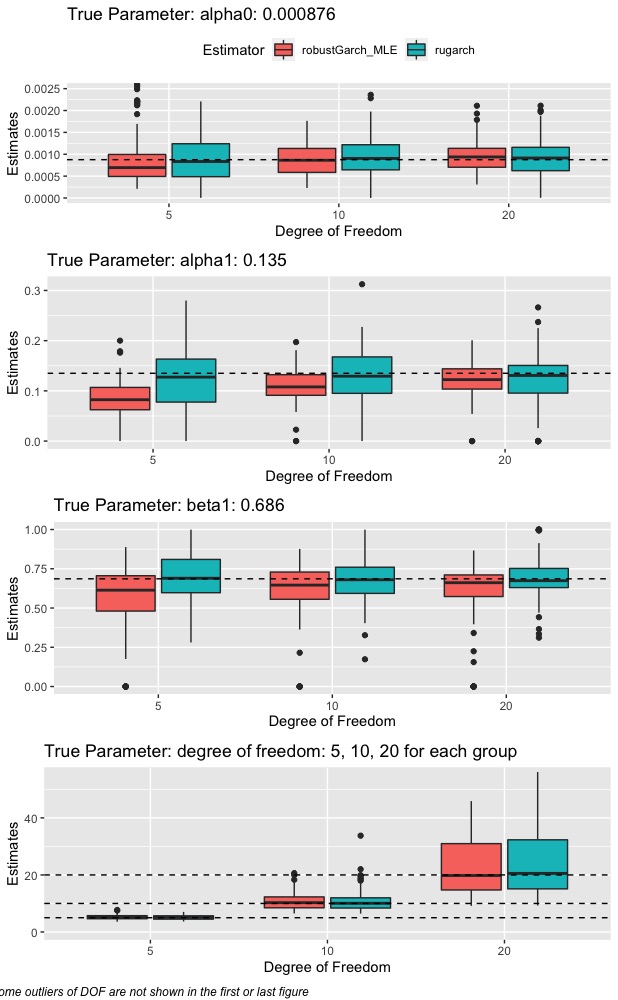 True Parameter: alpha0: 0.000876
Estimator robustGarch_MLE rugarch
0.0025
0.0020
0.0015
0.0010
0.0005
0.0000
Estimates
5 10 20
Degree of Freedom
True Parameter: alpha1: 0.135
0.3
0.2
0.1
0.0
Estimates
5 10 20
Degree of Freedom
True Parameter: beta1: 0.686
1.00
0.75
0.50
0.25
0.00
Estimates
5 10 20
Degree of Freedom
True Parameter: degree of freedom: 5, 10, 20 for each group
40
20
0
Estimates
5 10 20
Degree of Freedom
ome outliers of DOF are not shown in the first or last figure